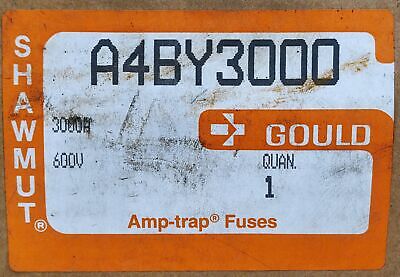 SHAWMUT®
A4BY3000
3000A
GOULD
600V
QUAN.
1
Amp-trap® Fuses